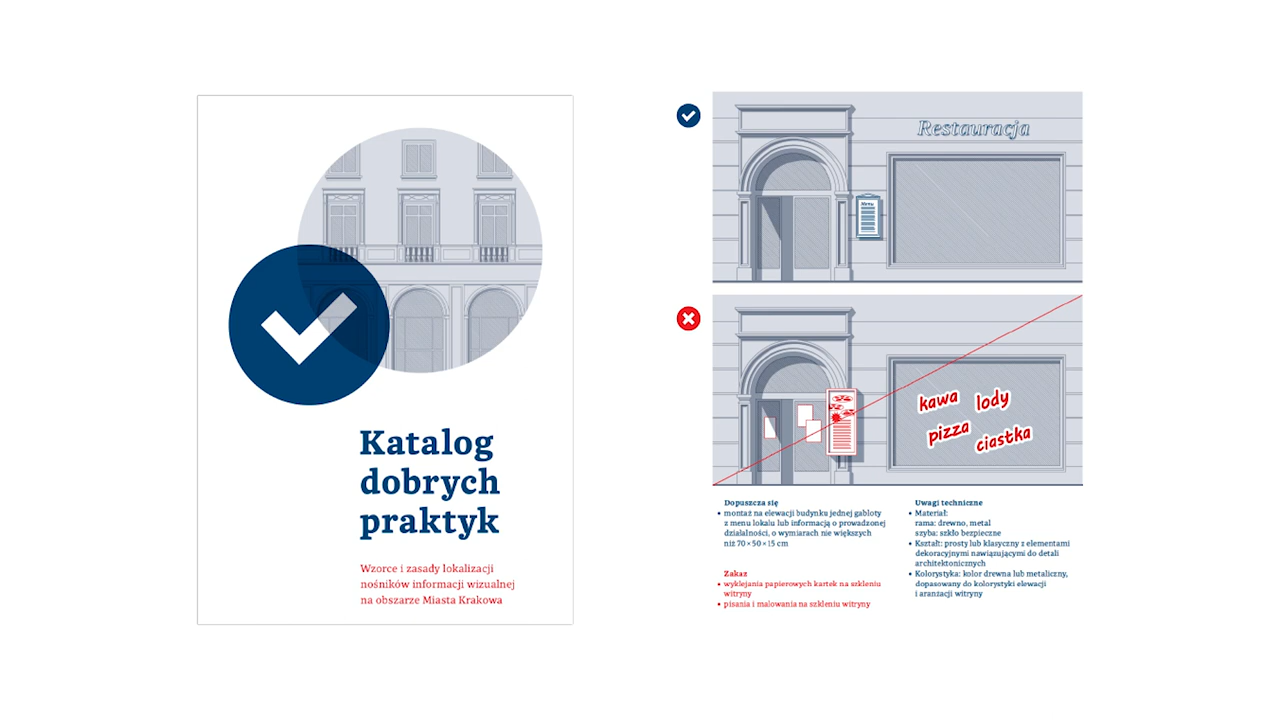 Katalog
dobrych
praktyk
Wzorce i zasady lokalizacji
nośników informacji wizualnej
na obszarze Miasta Krakowa
Restauracja
Menu
kawa lody
pizza ciastka
Dopuszcza się
• montaż na elewacji budynku jednej gabloty
z menu lokalu lub informacją o prowadzonej
działalności, o wymiarach nie większych
niż 70 × 50 × 15 cm
Zakaz
• wyklejania papierowych kartek na szkleniu
witryny
• pisania i malowania na szkleniu witryny
Uwagi techniczne
• Materiał:
rama: drewno, metal
szyba: szkło bezpieczne
• Kształt: prosty lub klasyczny z elementami
dekoracyjnymi nawiązującymi do detali
architektonicznych
• Kolorystyka: kolor drewna lub metaliczny,
dopasowany do kolorystyki elewacji
i aranżacji witryny